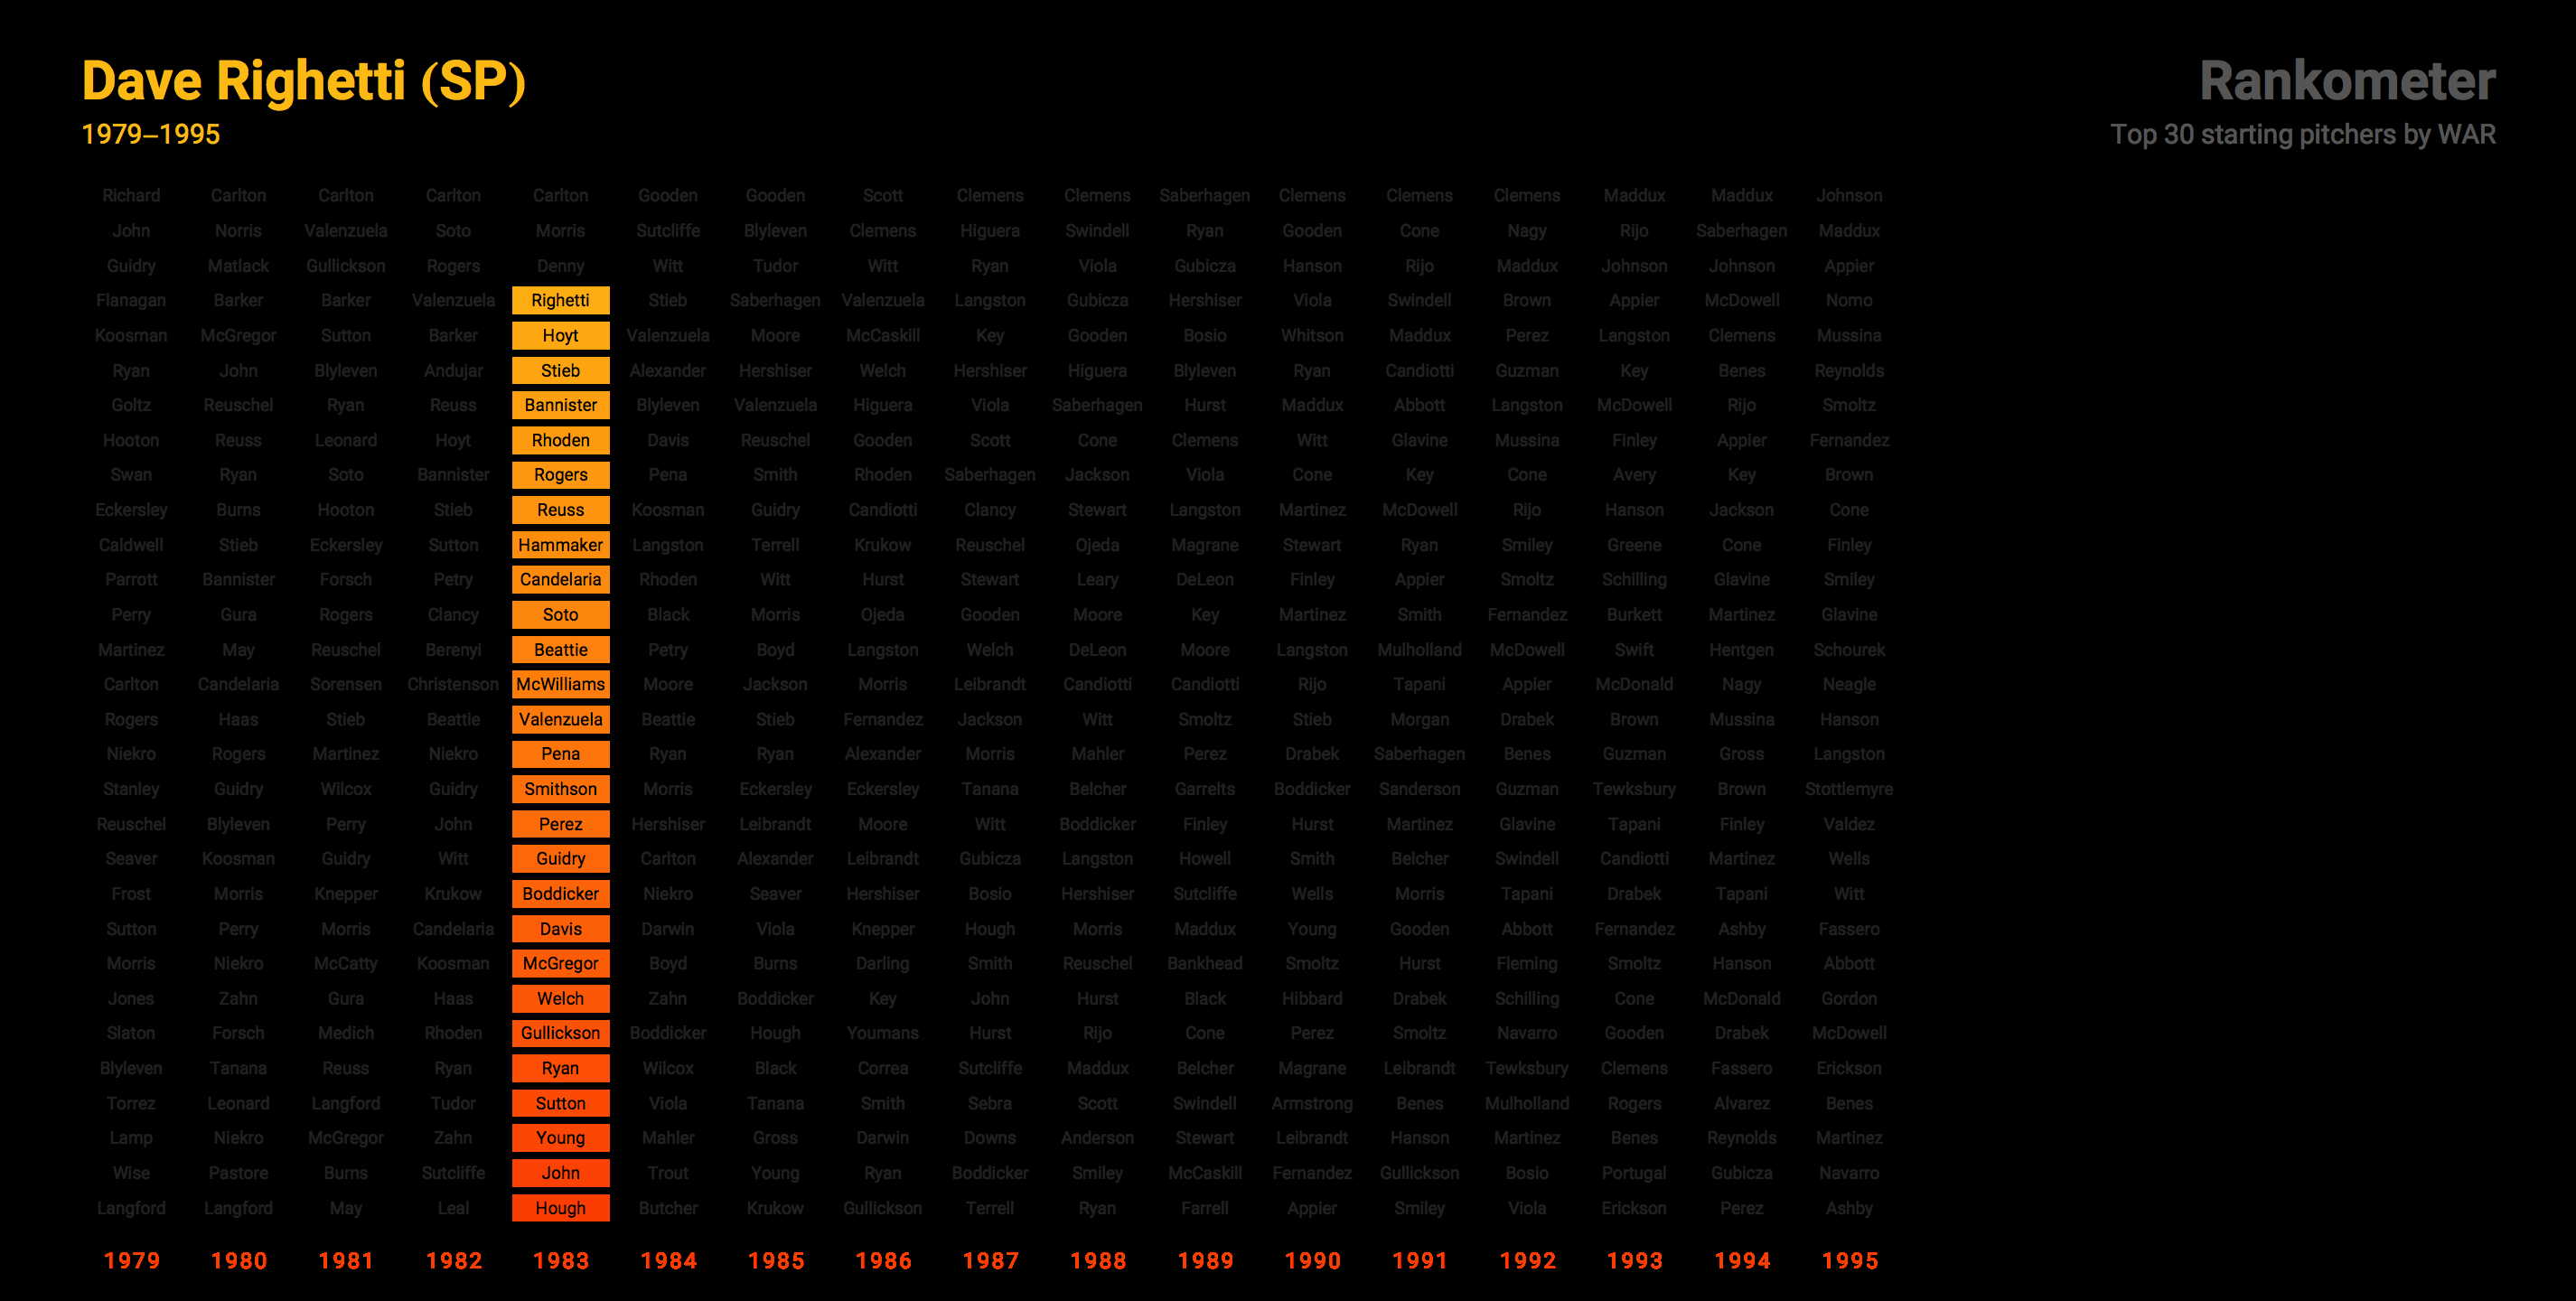 Dave Righetti (SP)
1979–1995
Rankometer
Top 30 starting pitchers by WAR
Richard Carlton Carlton Carlton Carlton Gooden Gooden Scott Clemens Clemens Saberhagen Clemens Clemens Clemens Maddux Maddux Johnson
John Norris Valenzuela Soto Morris Sutcliffe Blyleven Clemens Higuera Swindell Ryan Gooden Cone Nagy Rijo Saberhagen Maddux
Guidry Matlack Gullickson Rogers Denny Witt Tudor Witt Ryan Viola Gubicza Hanson Rijo Maddux Johnson Johnson Appier
Flanagan Barker Barker Valenzuela Righetti Stieb Saberhagen Valenzuela Langston Gubicza Hershiser Viola Swindell Brown Appier McDowell Nomo
Koosman McGregor Sutton Barker Hoyt Valenzuela Moore McCaskill Key Gooden Bosio Whitson Maddux Perez Langston Clemens Mussina
Ryan John Blyleven Andujar Stieb Alexander Hershiser Welch Hershiser Higuera Blyleven Ryan Candiotti Guzman Key Benes Reynolds
Goltz Reuschel Ryan Reuss Bannister Blyleven Valenzuela Higuera Viola Saberhagen Hurst Maddux Abbott Langston McDowell Rijo Smoltz
Hooton Reuss Leonard Hoyt Rhoden Davis Reuschel Gooden Scott Cone Clemens Witt Glavine Mussina Finley Appier Fernandez
Swan Ryan Soto Bannister Rogers Pena Smith Rhoden Saberhagen Jackson Viola Cone Key Cone Avery Key Brown
Eckersley Burns Hooton Stieb Reuss Koosman Guidry Candiotti Clancy Stewart Langston Martinez McDowell Rijo Hanson Jackson Cone
Caldwell Stieb Eckersley Sutton Hammaker Langston Terrell Krukow Reuschel Ojeda Magrane Stewart Ryan Smiley Greene Cone Finley
Parrott Bannister Forsch Petry Candelaria Rhoden Witt Hurst Stewart Leary DeLeon Finley Appier Smoltz Schilling Glavine Smiley
Perry Gura Rogers Clancy Soto Black Morris Ojeda Gooden Moore Key Martinez Smith Fernandez Burkett Martinez Glavine
Martinez May Reuschel Berenyi Beattie Petry Boyd Langston Welch DeLeon Moore Langston Mulholland McDowell Swift Hentgen Schourek
Carlton Candelaria Sorensen Christenson McWilliams Moore Jackson Morris Leibrandt Candiotti Candiotti Rijo Tapani Appier McDonald Nagy Neagle
Rogers Haas Stieb Beattie Valenzuela Beattie Stieb Fernandez Jackson Witt Smoltz Stieb Morgan Drabek Brown Mussina Hanson
Niekro Rogers Martinez Niekro Pena Ryan Ryan Alexander Morris Mahler Perez Drabek Saberhagen Benes Guzman Gross Langston
Stanley Guidry Wilcox Guidry Smithson Morris Eckersley Eckersley Tanana Belcher Garrelts Boddicker Sanderson Guzman Tewksbury Brown Stottlemyre
Reuschel Blyleven Perry John Perez Hershiser Leibrandt Moore Witt Boddicker Finley Hurst Martinez Glavine Tapani Finley Valdez
Seaver Koosman Guidry Witt Guidry Carlton Alexander Leibrandt Gubicza Langston Howell Smith Belcher Swindell Candiotti Martinez Wells
Frost Morris Knepper Krukow Boddicker Niekro Seaver Hershiser Bosio Hershiser Sutcliffe Wells Morris Tapani Drabek Tapani Witt
Sutton Perry Morris Candelaria Davis Darwin Viola Knepper Hough Morris Maddux Young Gooden Abbott Fernandez Ashby Fassero
Morris Niekro McCatty Koosman McGregor Boyd Burns Darling Smith Reuschel Bankhead Smoltz Hurst Fleming Smoltz Hanson Abbott
Jones Zahn Gura Haas Welch Zahn Boddicker Key John Hurst Black Hibbard Drabek Schilling Cone McDonald Gordon
Slaton Forsch Medich Rhoden Gullickson Boddicker Hough Youmans Hurst Rijo Cone Perez Smoltz Navarro Gooden Drabek McDowell
Blyleven Tanana Reuss Ryan Ryan Wilcox Black Correa Sutcliffe Maddux Belcher Magrane Leibrandt Tewksbury Clemens Fassero Erickson
Torrez Leonard Langford Tudor Sutton Viola Tanana Smith Sebra Scott Swindell Armstrong Benes Mulholland Rogers Alvarez Benes
Lamp Niekro McGregor Zahn Young Mahler Gross Darwin Downs Anderson Stewart Leibrandt Hanson Martinez Benes Reynolds Martinez
Wise Pastore Burns Sutcliffe John Trout Young Ryan Boddicker Smiley McCaskill Fernandez Gullickson Bosio Portugal Gubicza Navarro
Langford Langford May Leal Hough Butcher Krukow Gullickson Terrell Ryan Farrell Appier Smiley Viola Erickson Perez Ashby
1979 1980 1981 1982 1983 1984 1985 1986 1987 1988 1989 1990 1991 1992 1993 1994 1995